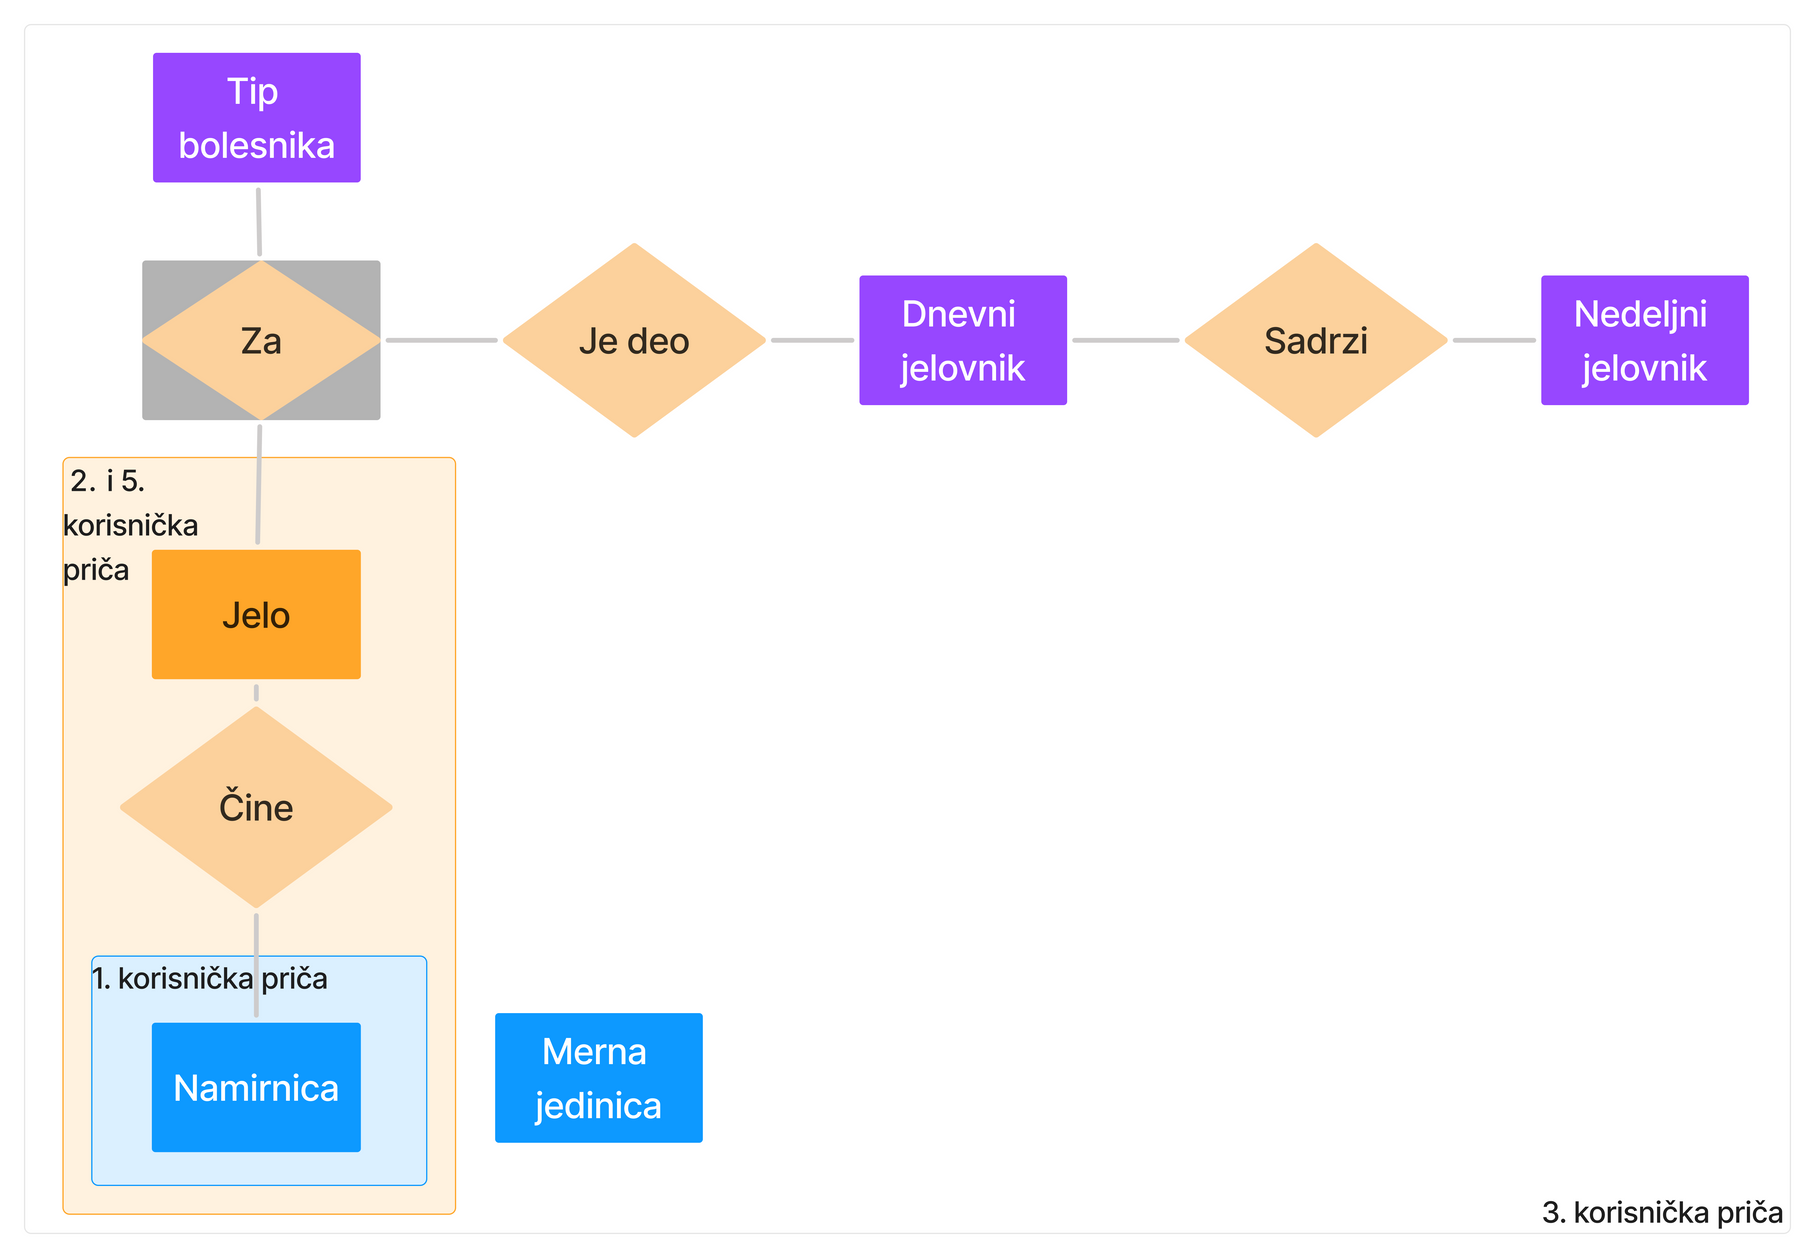 Tip
bolesnika
Za
Je deo
Dnevni
jelovnik
Sadrzi
Nedeljni
jelovnik
2. i 5.
korisnička
priča
Jelo
Čine
1. korisnička priča
Namirnica
Merna
jedinica
3. korisnička priča